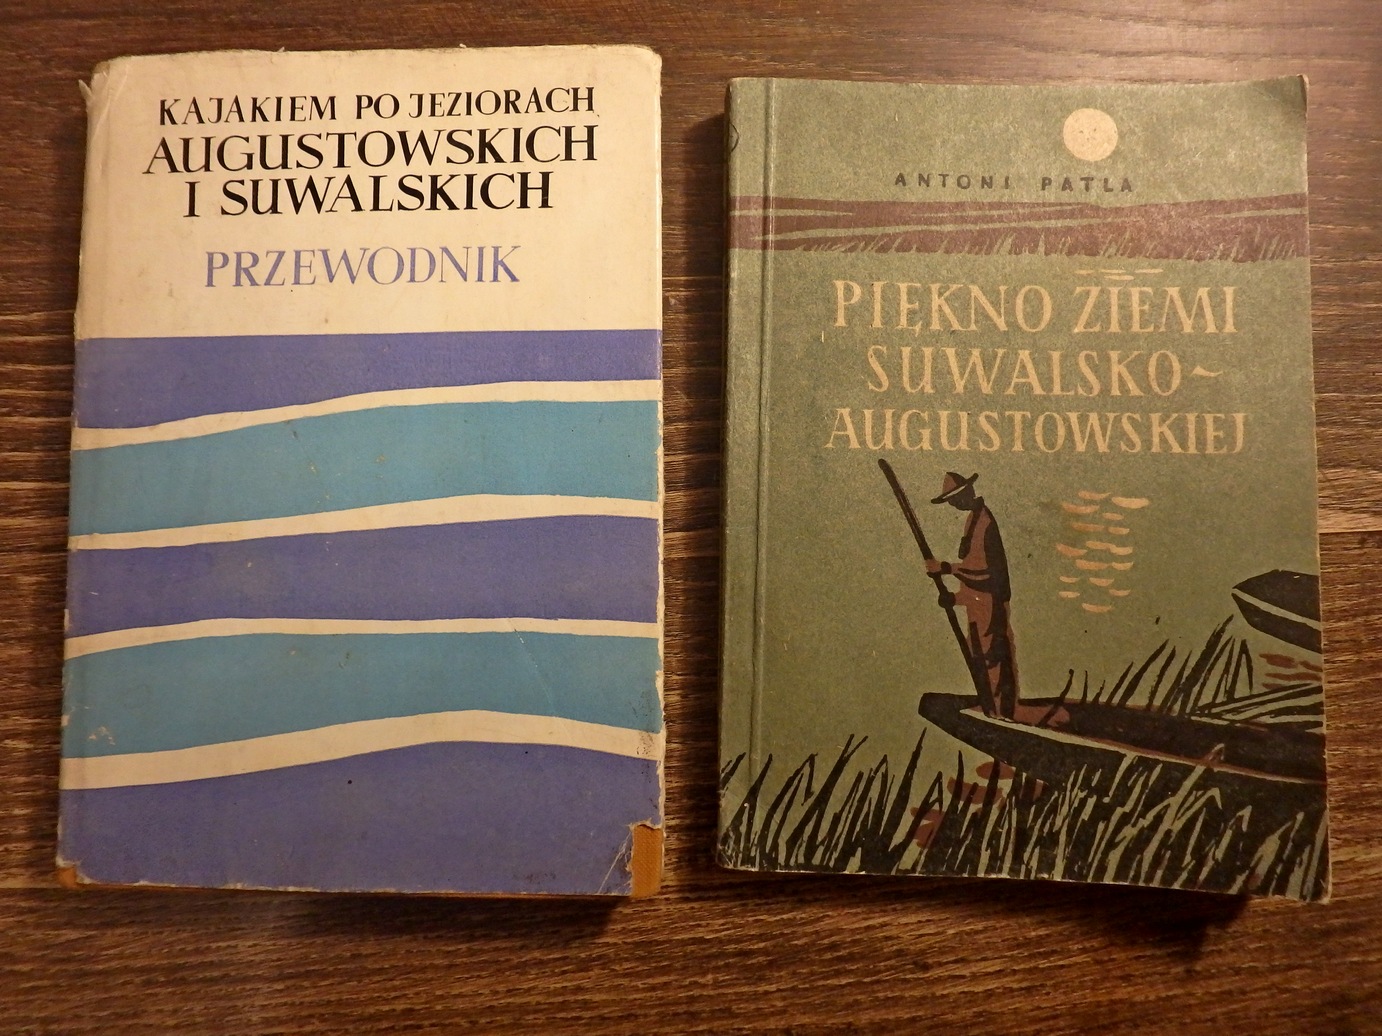 KAJAKIEM PO JEZIORACH
AUGUSTOWSKICH
I SUWALSKICH
PRZEWODNIK
ANTONI PATLA
PIĘKNO ZIEMI
SUWALSKO-
AUGUSTOWSKIEJ